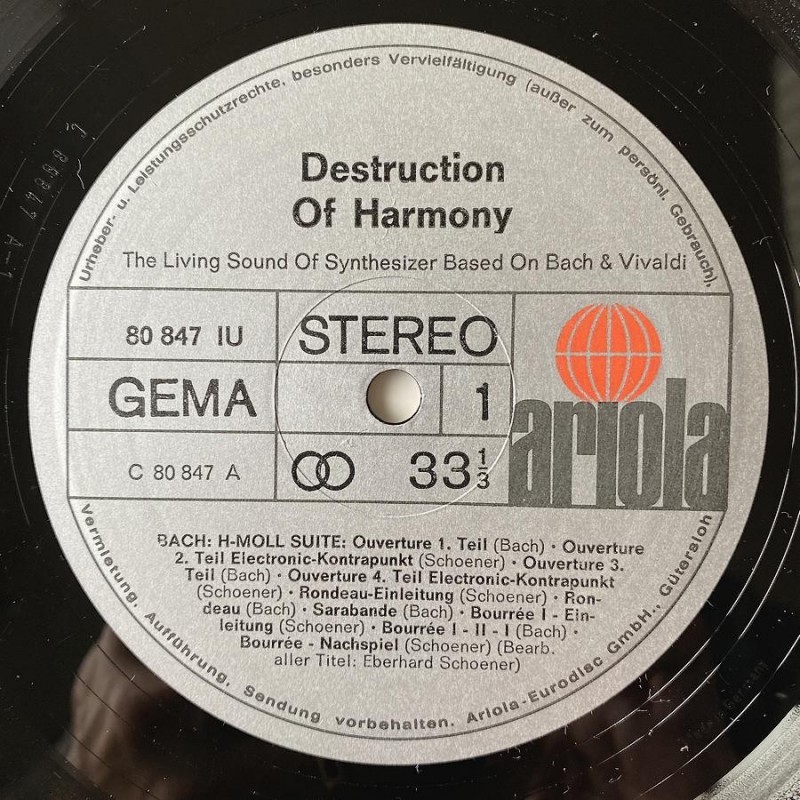 Urheber- u. Leistungsschutzrechte, besonders Vervielfältigung (außer zum persönl. Gebrauch),
Destruction
Of Harmony
The Living Sound Of Synthesizer Based On Bach & Vivaldi
80 847 IU
STEREO
GEMA
1
ariola
C 80 847 A
33 1/3
BACH: H-MOLL SUITE: Ouverture 1. Teil (Bach) · Ouverture
2. Teil Electronic-Kontrapunkt (Schoener) · Ouverture 3.
Teil (Bach) · Ouverture 4. Teil Electronic-Kontrapunkt
(Schoener) · Rondeau-Einleitung (Schoener) · Ron-
deau (Bach) · Sarabande (Bach) · Bourrée I - Ein-
leitung (Schoener) · Bourrée I - II - I (Bach) ·
Bourrée - Nachspiel (Schoener) (Bearb.
aller Titel: Eberhard Schoener)
Vermietung, Aufführung, Sendung vorbehalten. Ariola-Eurodisc GmbH., Gütersloh
80847 A-1